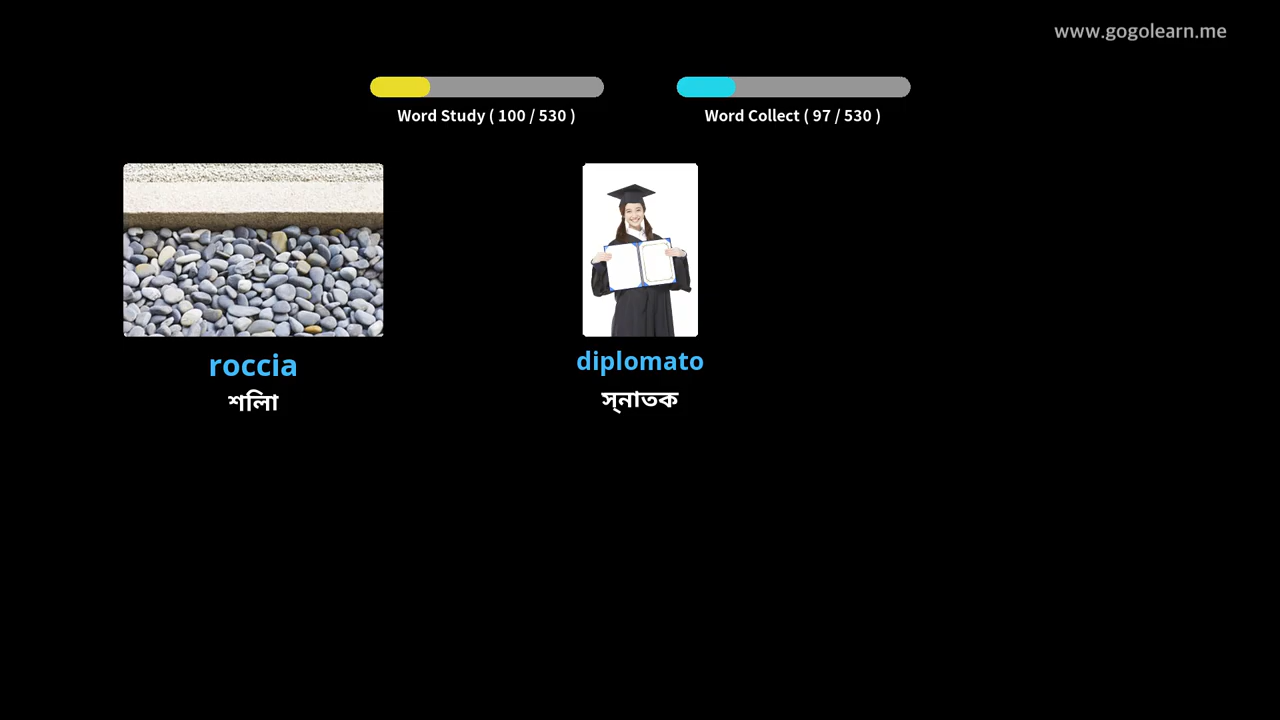 www.gogolearn.me
Word Study ( 100 / 530 )
Word Collect ( 97 / 530 )
roccia
শিলা
diplomato
স্নাতক